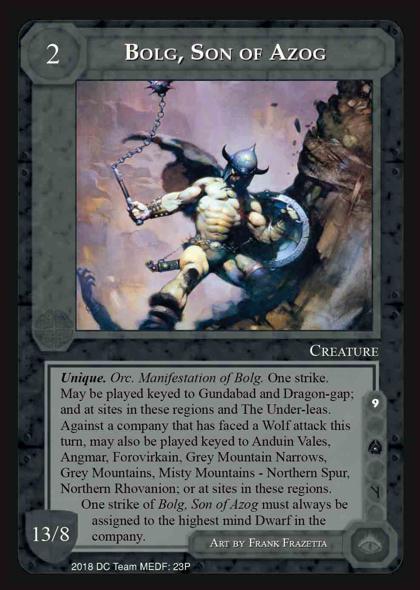 2
Bolg, Son of Azog
Creature
Unique. Orc. Manifestation of Bolg. One strike.
May be played keyed to Gundabad and Dragon-gap;
and at sites in these regions and The Under-leas.
Against a company that has faced a Wolf attack this
turn, may also be played keyed to Anduin Vales,
Angmar, Forovirkain, Grey Mountain Narrows,
Grey Mountains, Misty Mountains - Northern Spur,
Northern Rhovanion; or at sites in these regions.
One strike of Bolg, Son of Azog must always be
assigned to the highest mind Dwarf in the
company.
9
13/8
Art by Frank Frazetta
2018 DC Team MEDF: 23P